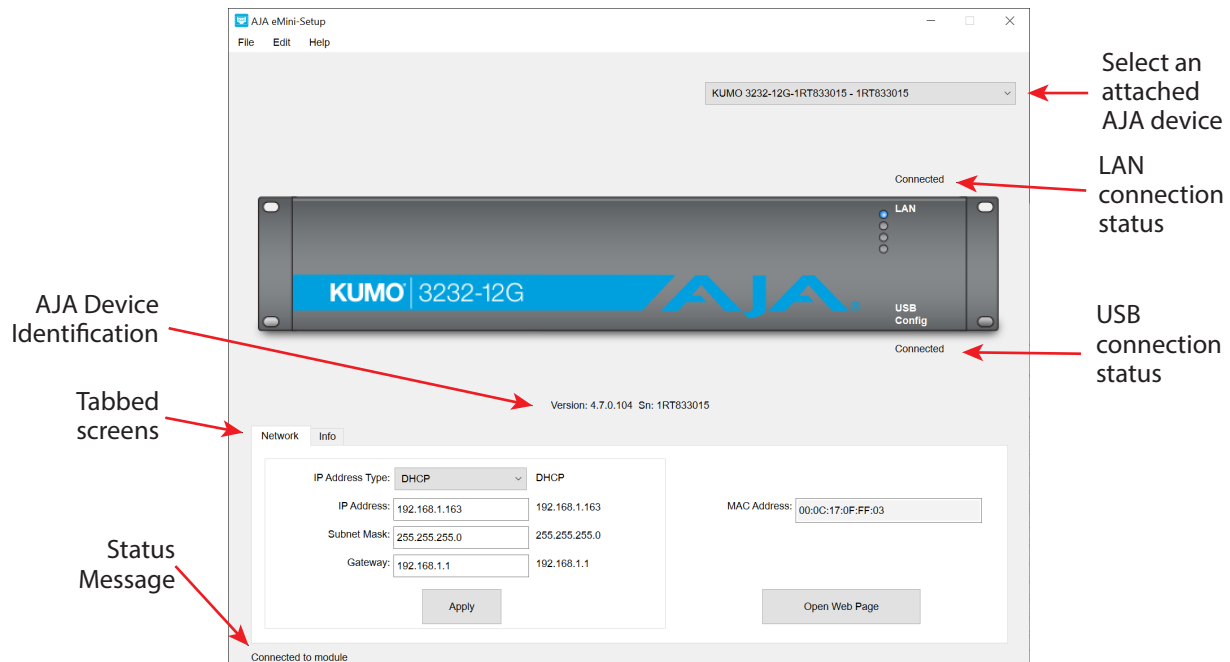 AJA eMini-Setup
File Edit Help
KUMO 3232-12G-1RT833015 - 1RT833015
Select an
attached
AJA device
Connected
LAN
connection
status
LAN
KUMO 3232-12G
AJA
USB
Config
AJA Device
Identification
Connected
USB
connection
status
Version: 4.7.0.104 Sn: 1RT833015
Tabbed
screens
Network Info
IP Address Type: DHCP DHCP
IP Address: 192.168.1.163 192.168.1.163
MAC Address: 00:0C:17:0F:FF:03
Subnet Mask: 255.255.255.0 255.255.255.0
Gateway: 192.168.1.1 192.168.1.1
Status
Message
Apply
Open Web Page
Connected to module